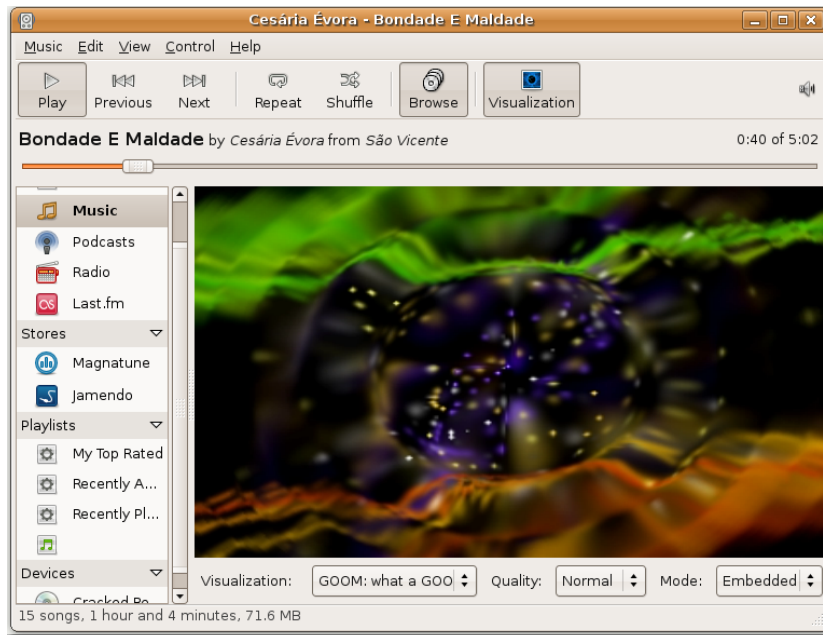 Cesária Évora - Bondade E Maldade
Music Edit View Control Help
Play Previous Next Repeat Shuffle Browse Visualization
Bondade E Maldade by Cesária Évora from São Vicente 0:40 of 5:02
Music
Podcasts
Radio
Last.fm
Stores
Magnatune
Jamendo
Playlists
My Top Rated
Recently A...
Recently Pl...
Devices
Visualization: GOOM: what a GOO Quality: Normal Mode: Embedded
15 songs, 1 hour and 4 minutes, 71.6 MB